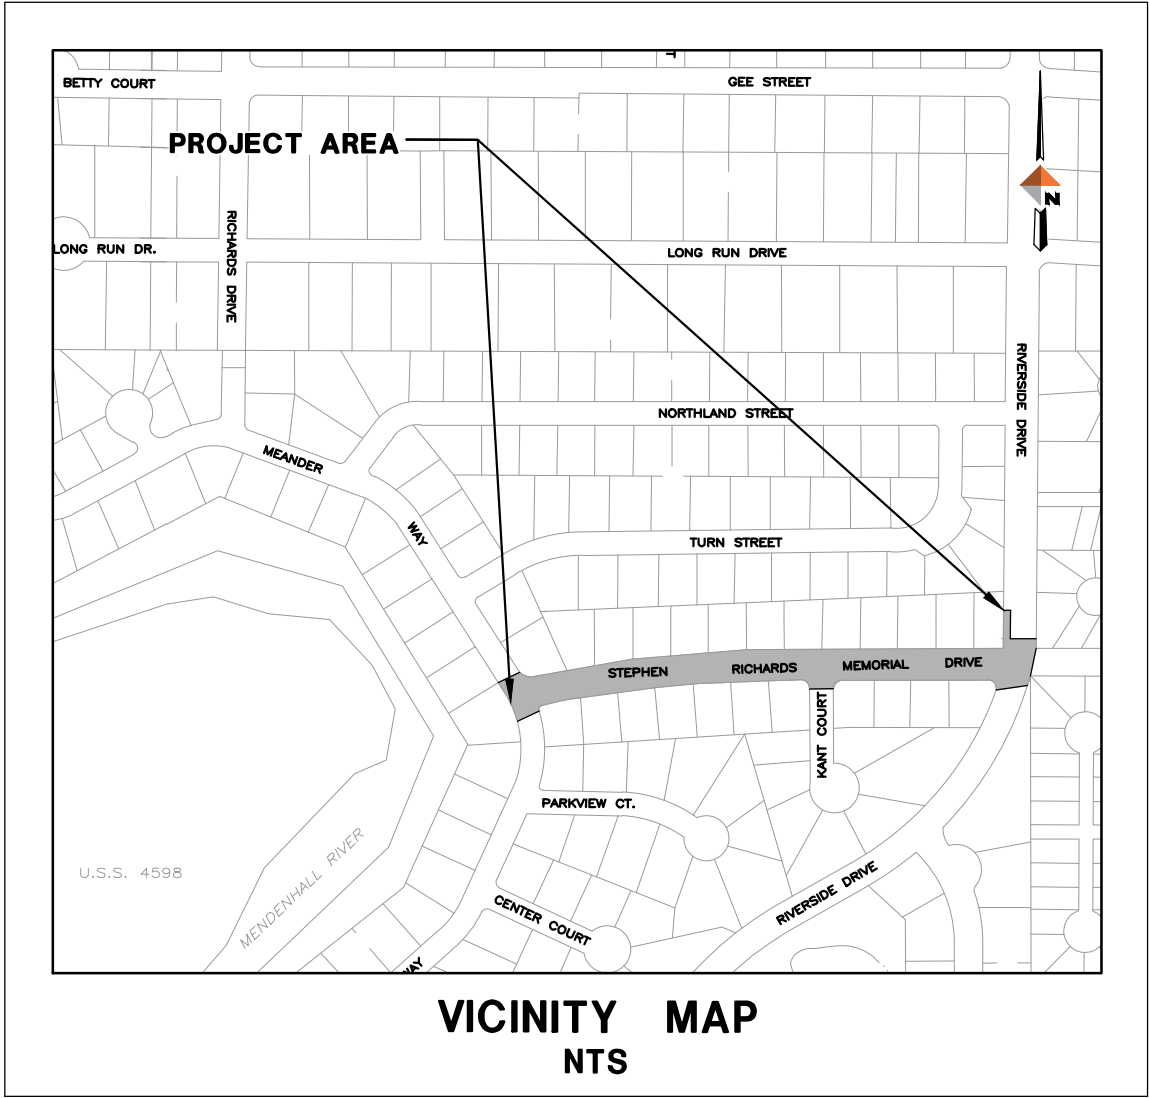 BETTY COURT
GEE STREET
PROJECT AREA
N
RICHARDS DRIVE
LONG RUN DR.
LONG RUN DRIVE
RIVERSIDE DRIVE
NORTHLAND STREET
MEANDER
WAY
TURN STREET
STEPHEN RICHARDS MEMORIAL DRIVE
KANT COURT
PARKVIEW CT.
U.S.S. 4598
MENDENHALL RIVER
RIVERSIDE DRIVE
CENTER COURT
WAY
VICINITY MAP
NTS